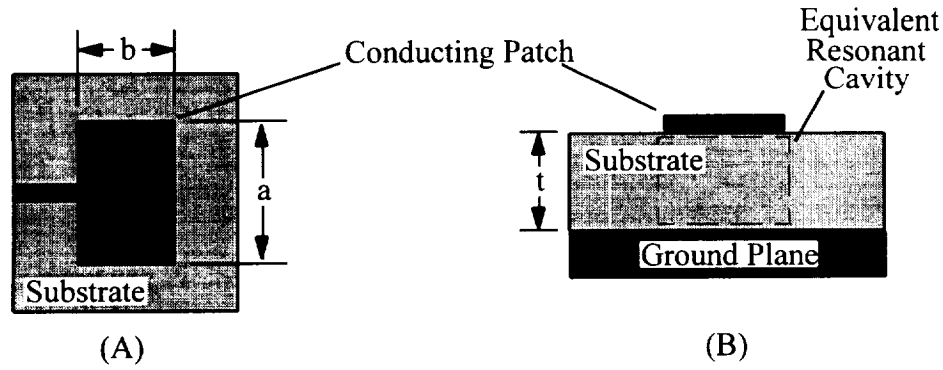 b
Conducting Patch
a
Substrate
(A)
Equivalent
Resonant
Cavity
Substrate
t
Ground Plane
(B)